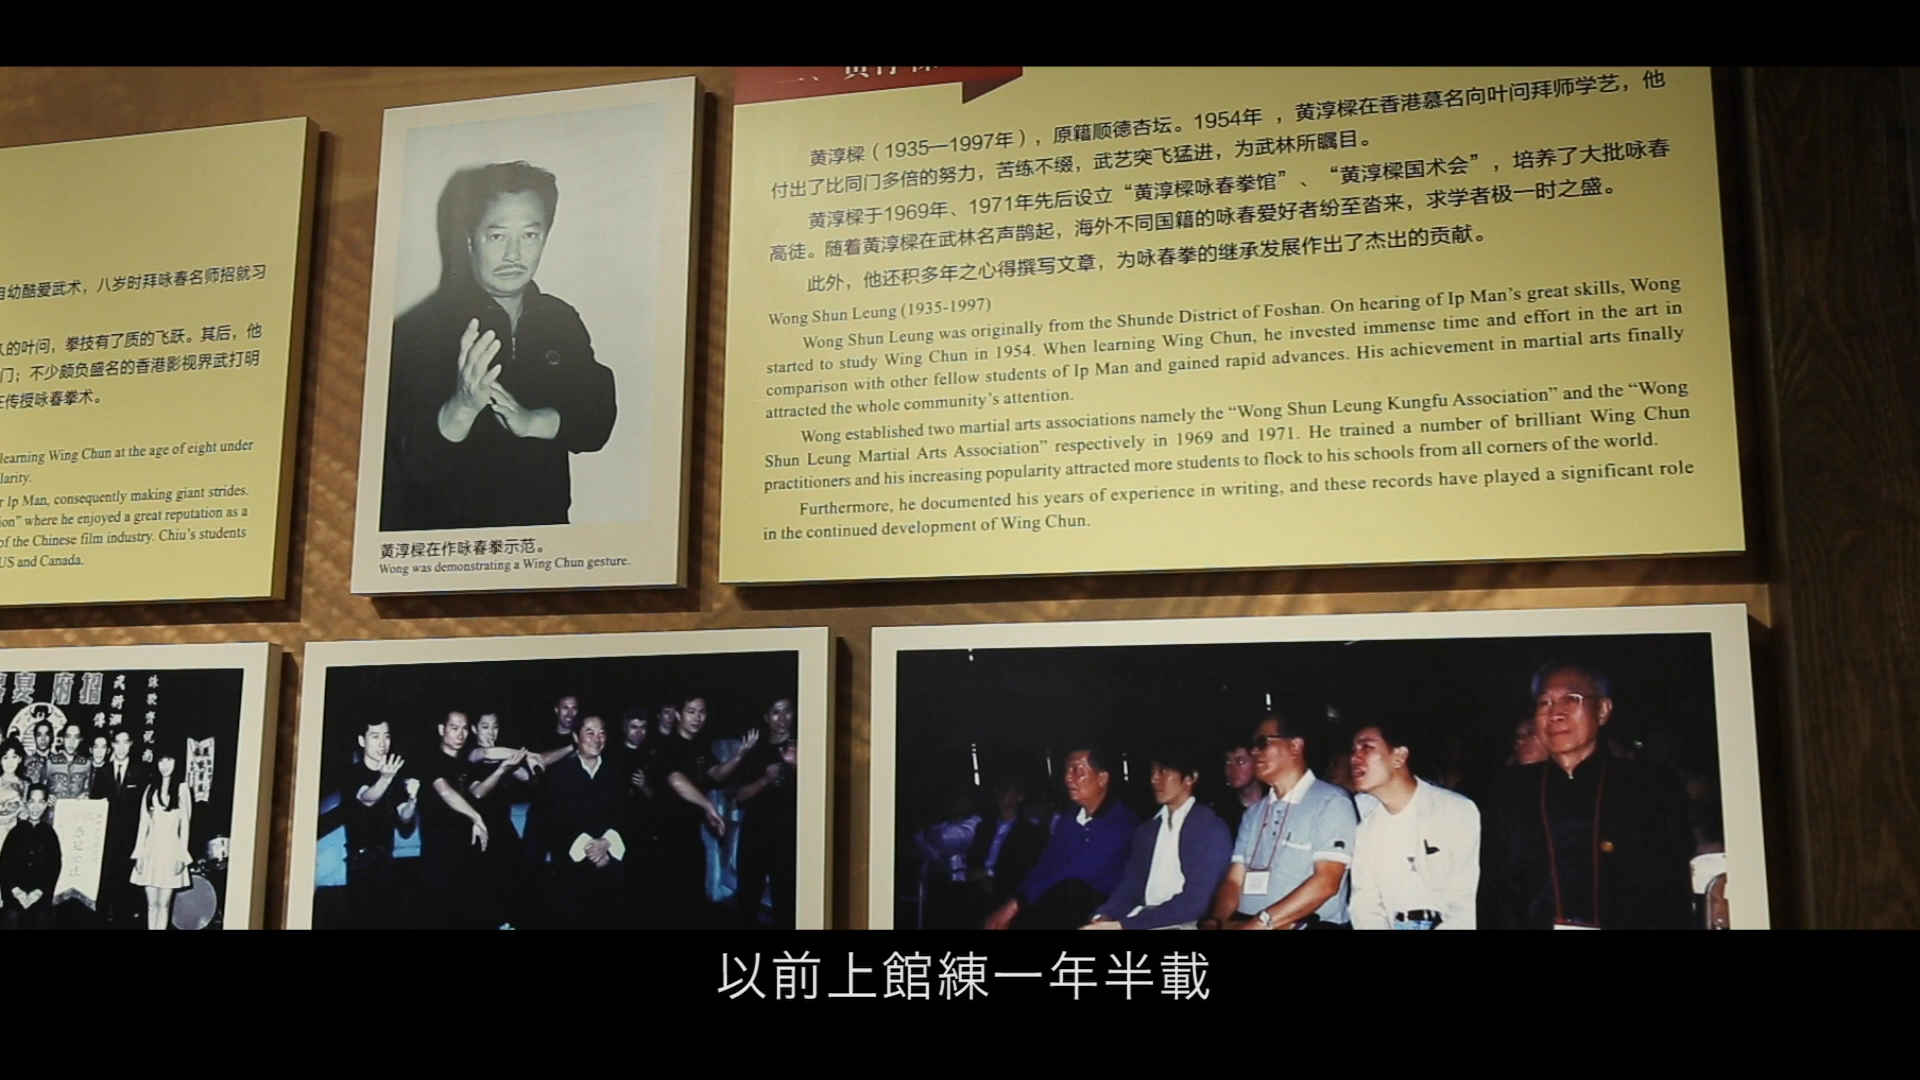 自幼酷爱武术，八岁时拜咏春名师招就习
的叶问，拳技有了质的飞跃。其后，他
门；不少颇负盛名的香港影视界武打明
在传授咏春拳术。
learning Wing Chun at the age of eight under
larity.
r Ip Man, consequently making giant strides.
ion” where he enjoyed a great reputation as a
of the Chinese film industry. Chiu’s students
US and Canada.
黄淳樑在作咏春拳示范。
Wong was demonstrating a Wing Chun gesture.
黄淳樑（1935—1997年），原籍顺德杏坛。1954年 ，黄淳樑在香港慕名向叶问拜师学艺，他
付出了比同门多倍的努力，苦练不缀，武艺突飞猛进，为武林所瞩目。
黄淳樑于1969年、1971年先后设立“黄淳樑咏春拳馆”、“黄淳樑国术会”，培养了大批咏春
高徒。随着黄淳樑在武林名声鹊起，海外不同国籍的咏春爱好者纷至沓来，求学者极一时之盛。
此外，他还积多年之心得撰写文章，为咏春拳的继承发展作出了杰出的贡献。
Wong Shun Leung (1935-1997)
Wong Shun Leung was originally from the Shunde District of Foshan. On hearing of Ip Man’s great skills, Wong
started to study Wing Chun in 1954. When learning Wing Chun, he invested immense time and effort in the art in
comparison with other fellow students of Ip Man and gained rapid advances. His achievement in martial arts finally
attracted the whole community’s attention.
Wong established two martial arts associations namely the “Wong Shun Leung Kungfu Association” and the “Wong
Shun Leung Martial Arts Association” respectively in 1969 and 1971. He trained a number of brilliant Wing Chun
practitioners and his increasing popularity attracted more students to flock to his schools from all corners of the world.
Furthermore, he documented his years of experience in writing, and these records have played a significant role
in the continued development of Wing Chun.
宴 府 招
以前上館練一年半載